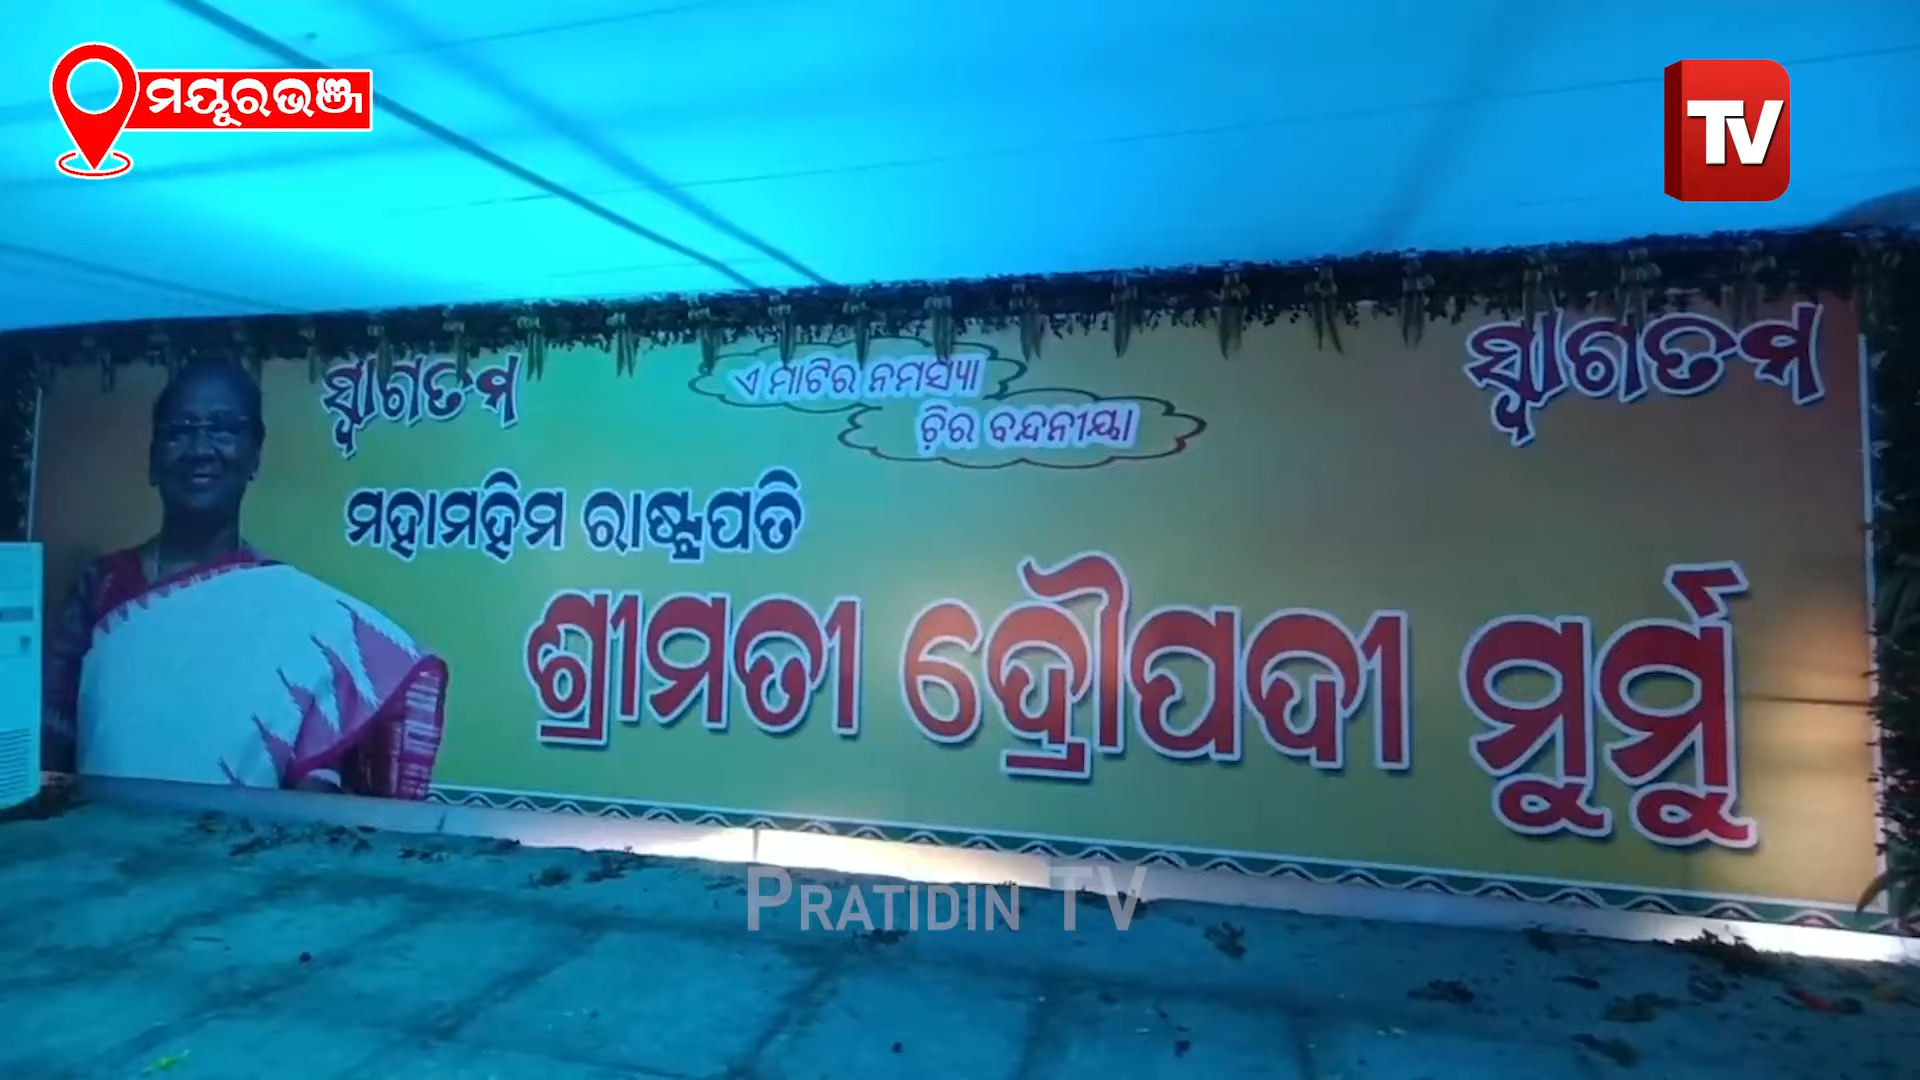 ମୟୂରଭଞ୍ଜ
TV
ସ୍ୱାଗତମ୍
ଏ ମାଟିର ନମସ୍ୟା
ଚ଼ିର ବନ୍ଦନୀୟା
ସ୍ୱାଗତମ୍
ମହାମହିମ ରାଷ୍ଟ୍ରପତି
ଶ୍ରୀମତୀ ଦ୍ରୌପଦୀ ମୁର୍ମୁ
PRATIDIN TV